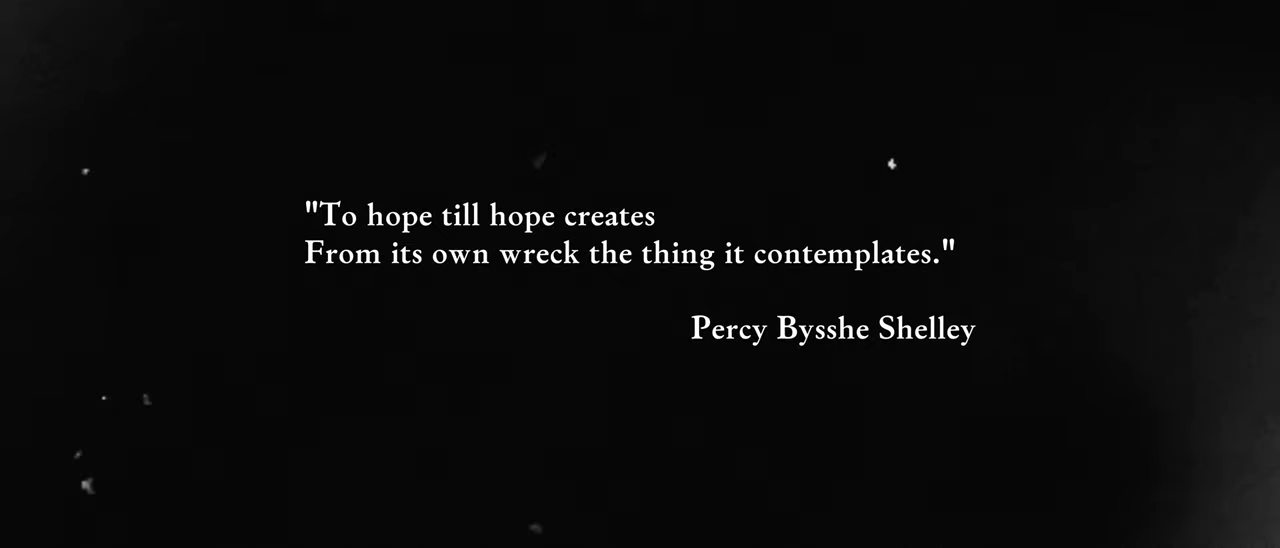 "To hope till hope creates
From its own wreck the thing it contemplates."
Percy Bysshe Shelley